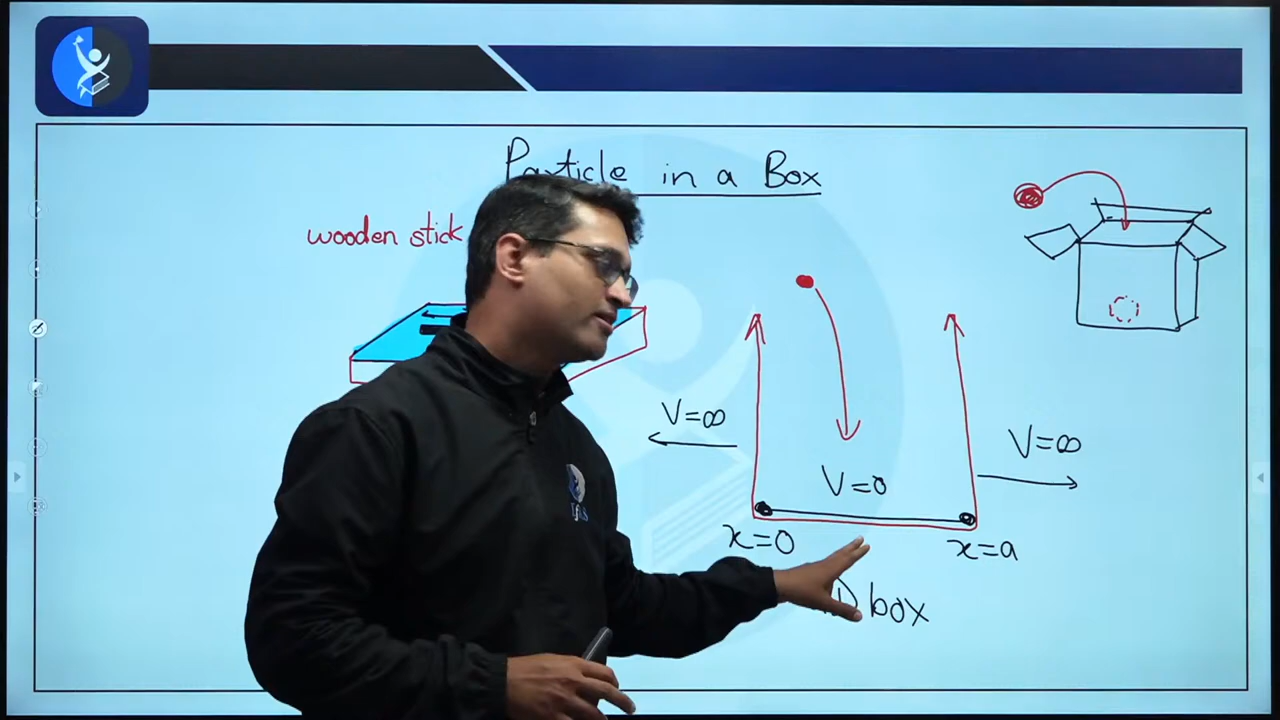 Particle in a Box
wooden stick
V=∞
V=0
V=∞
x=0
x=a
D box